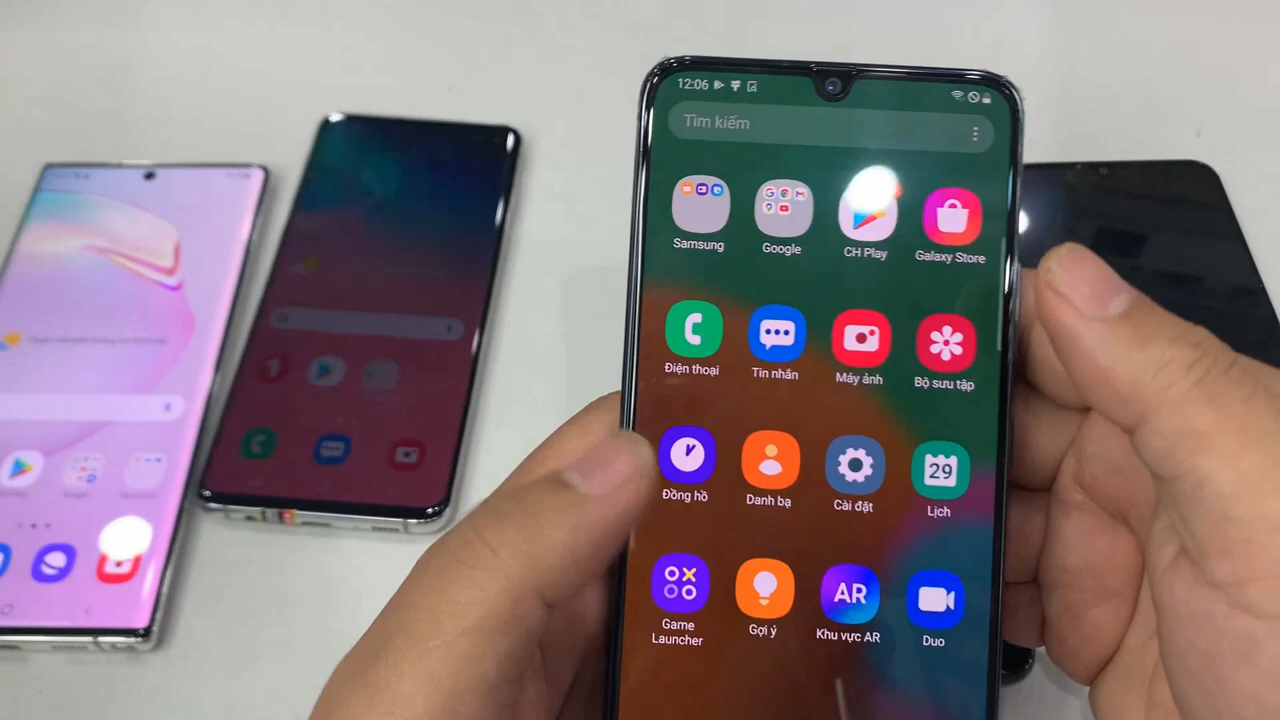 12:06
Tìm kiếm
Samsung
Google
CH Play
Galaxy Store
Điện thoại
Tin nhắn
Máy ảnh
Bộ sưu tập
Đồng hồ
Danh bạ
Cài đặt
29
Lịch
Game
Launcher
Gợi ý
AR
Khu vực AR
Duo